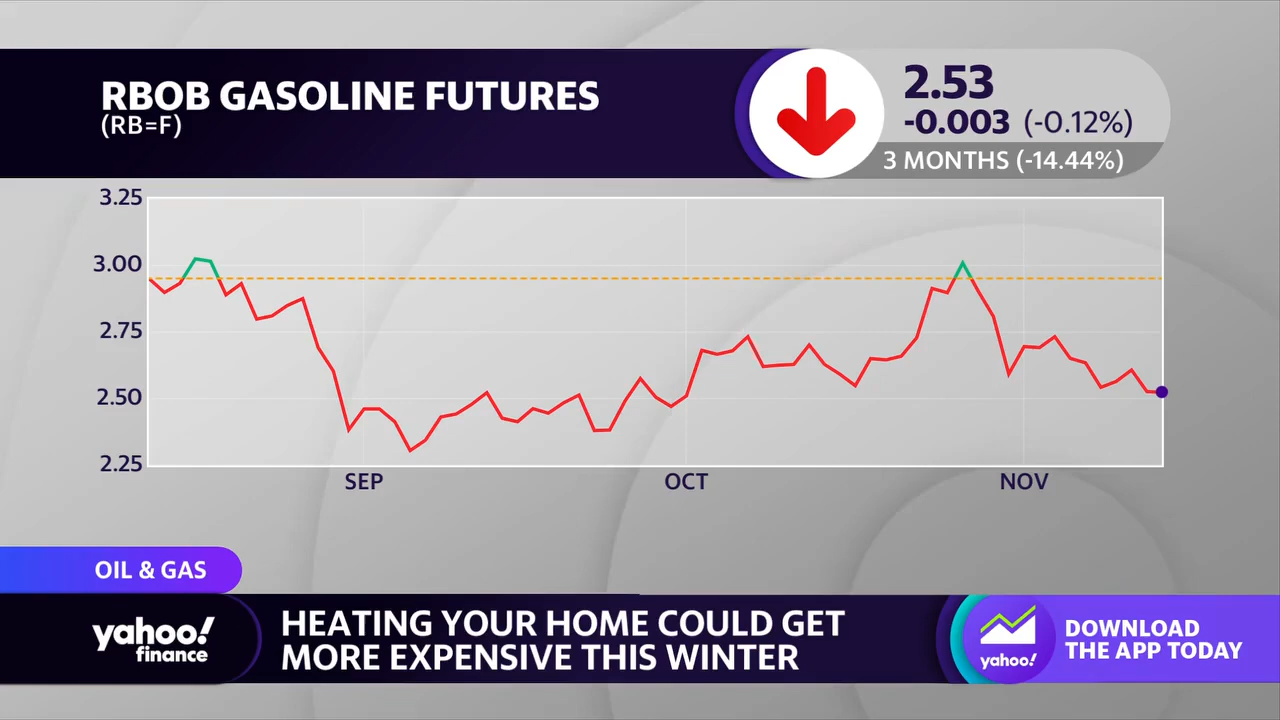 RBOB GASOLINE FUTURES
(RB=F)
2.53
-0.003 (-0.12%)
3 MONTHS (-14.44%)
3.25
3.00
2.75
2.50
2.25
SEP OCT NOV
OIL & GAS
yahoo!
finance
HEATING YOUR HOME COULD GET
MORE EXPENSIVE THIS WINTER
yahoo!
DOWNLOAD
THE APP TODAY